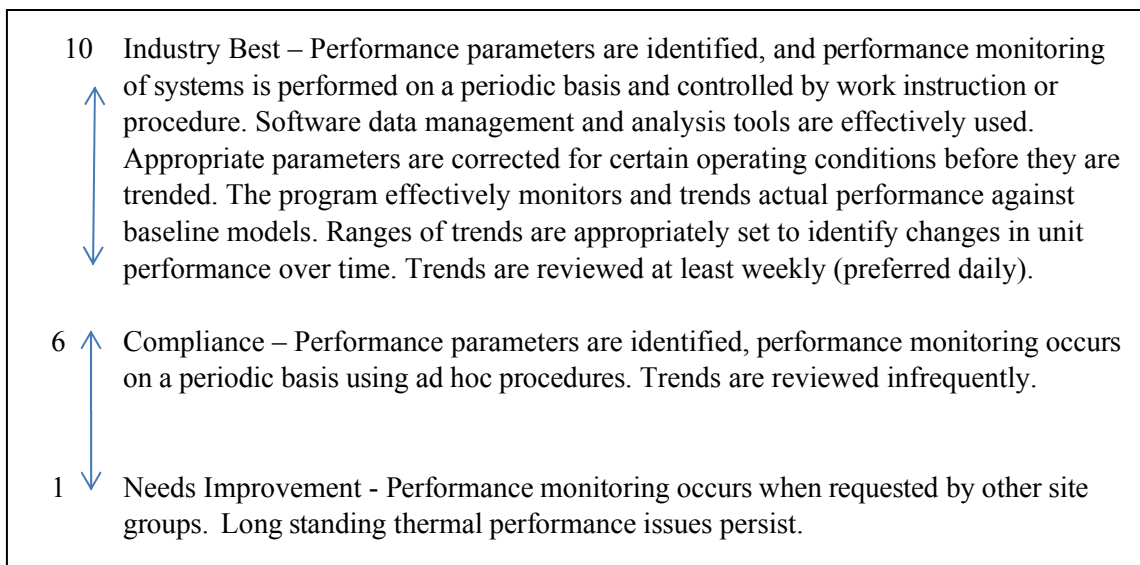 10 Industry Best – Performance parameters are identified, and performance monitoring
of systems is performed on a periodic basis and controlled by work instruction or
procedure. Software data management and analysis tools are effectively used.
Appropriate parameters are corrected for certain operating conditions before they are
trended. The program effectively monitors and trends actual performance against
baseline models. Ranges of trends are appropriately set to identify changes in unit
performance over time. Trends are reviewed at least weekly (preferred daily).
6 Compliance – Performance parameters are identified, performance monitoring occurs
on a periodic basis using ad hoc procedures. Trends are reviewed infrequently.
1 Needs Improvement - Performance monitoring occurs when requested by other site
groups. Long standing thermal performance issues persist.